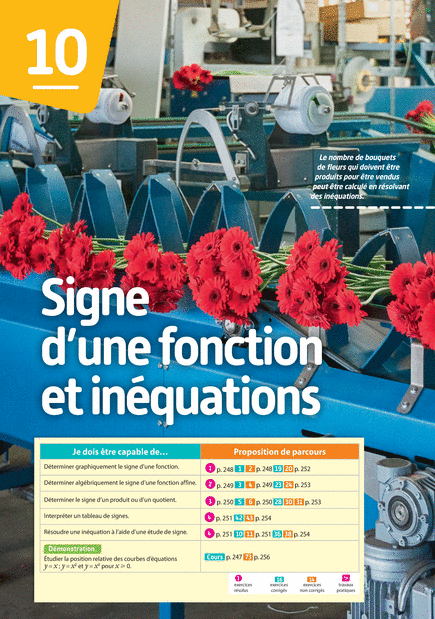 10
Le nombre de bouquets
de fleurs qui doivent être
produits pour être vendus
peut être calculé en résolvant
des inéquations.
Signe
d'une fonction
et inéquations
Je dois être capable de… Proposition de parcours
Déterminer graphiquement le signe d'une fonction. 1 p. 248 1 2 p. 248 19 20 p. 252
Déterminer algébriquement le signe d'une fonction affine. 2 p. 249 3 4 p. 249 23 24 p. 253
Déterminer le signe d'un produit ou d'un quotient. 3 p. 250 5 6 p. 250 28 30 31 p. 253
Interpréter un tableau de signes. 4 p. 251 42 43 p. 254
Résoudre une inéquation à l'aide d'une étude de signe. 4 p. 251 10 11 p. 251 36 38 p. 254
Démonstration
Étudier la position relative des courbes d'équations
y = x ; y = x² et y = x³ pour x ⩾ 0.
Cours p. 247 73 p. 256
exercices résolus
exercices corrigés
exercices non corrigés
travaux pratiques